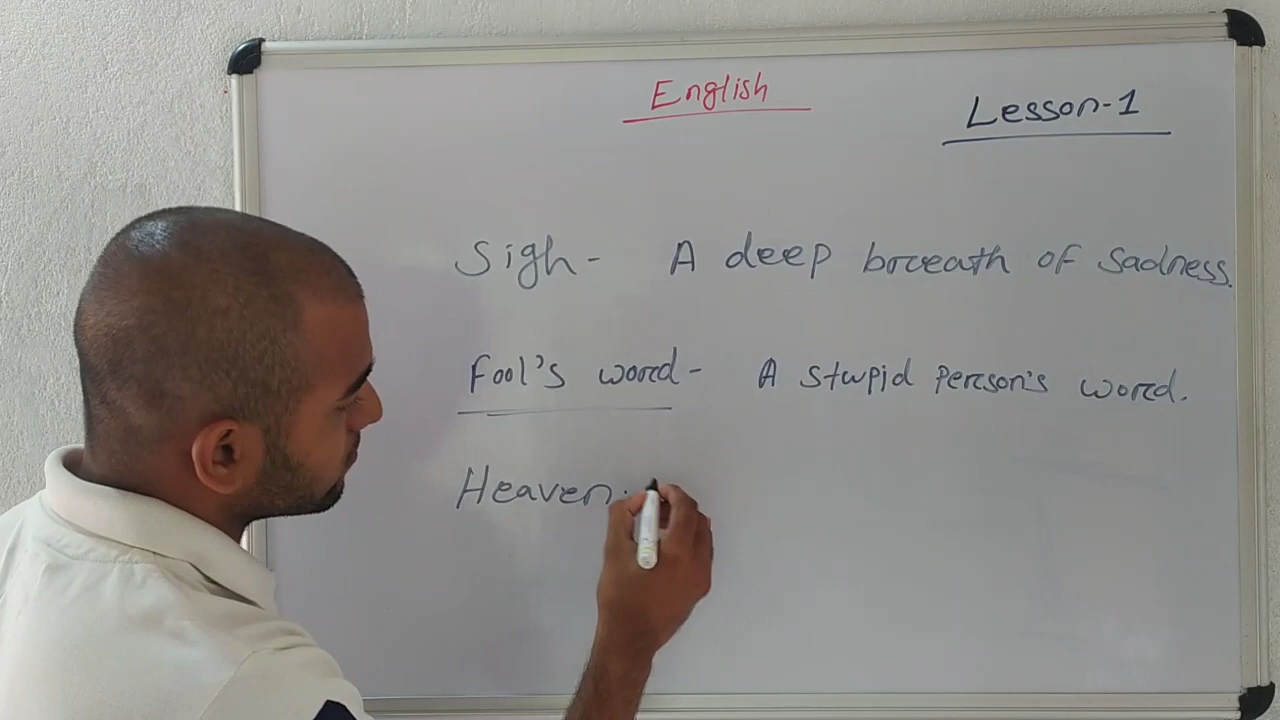 English
Lesson-1
Sigh- A deep breath of Sadness.
Fool's word- A stupid person's word.
Heaven-